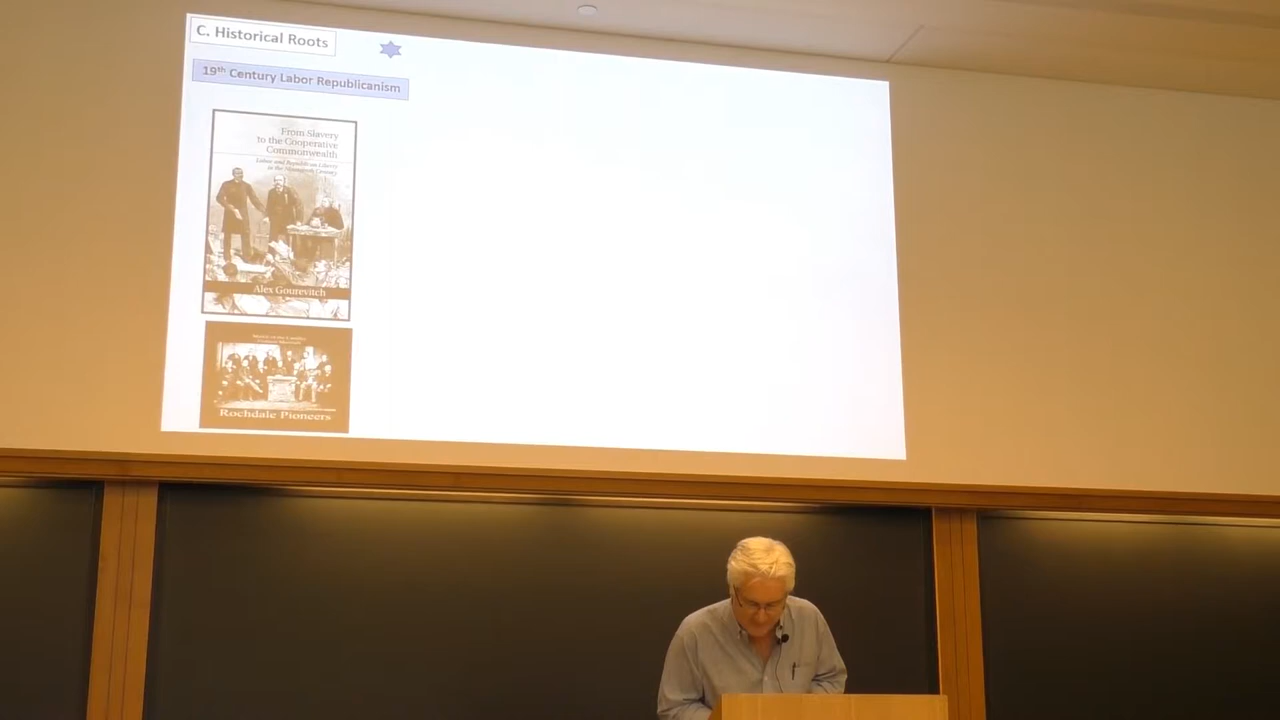 C. Historical Roots
19th Century Labor Republicanism
From Slavery
to the Cooperative
Commonwealth
Labor and Republican Liberty
in the Nineteenth Century
Alex Gourevitch
Rochdale Pioneers